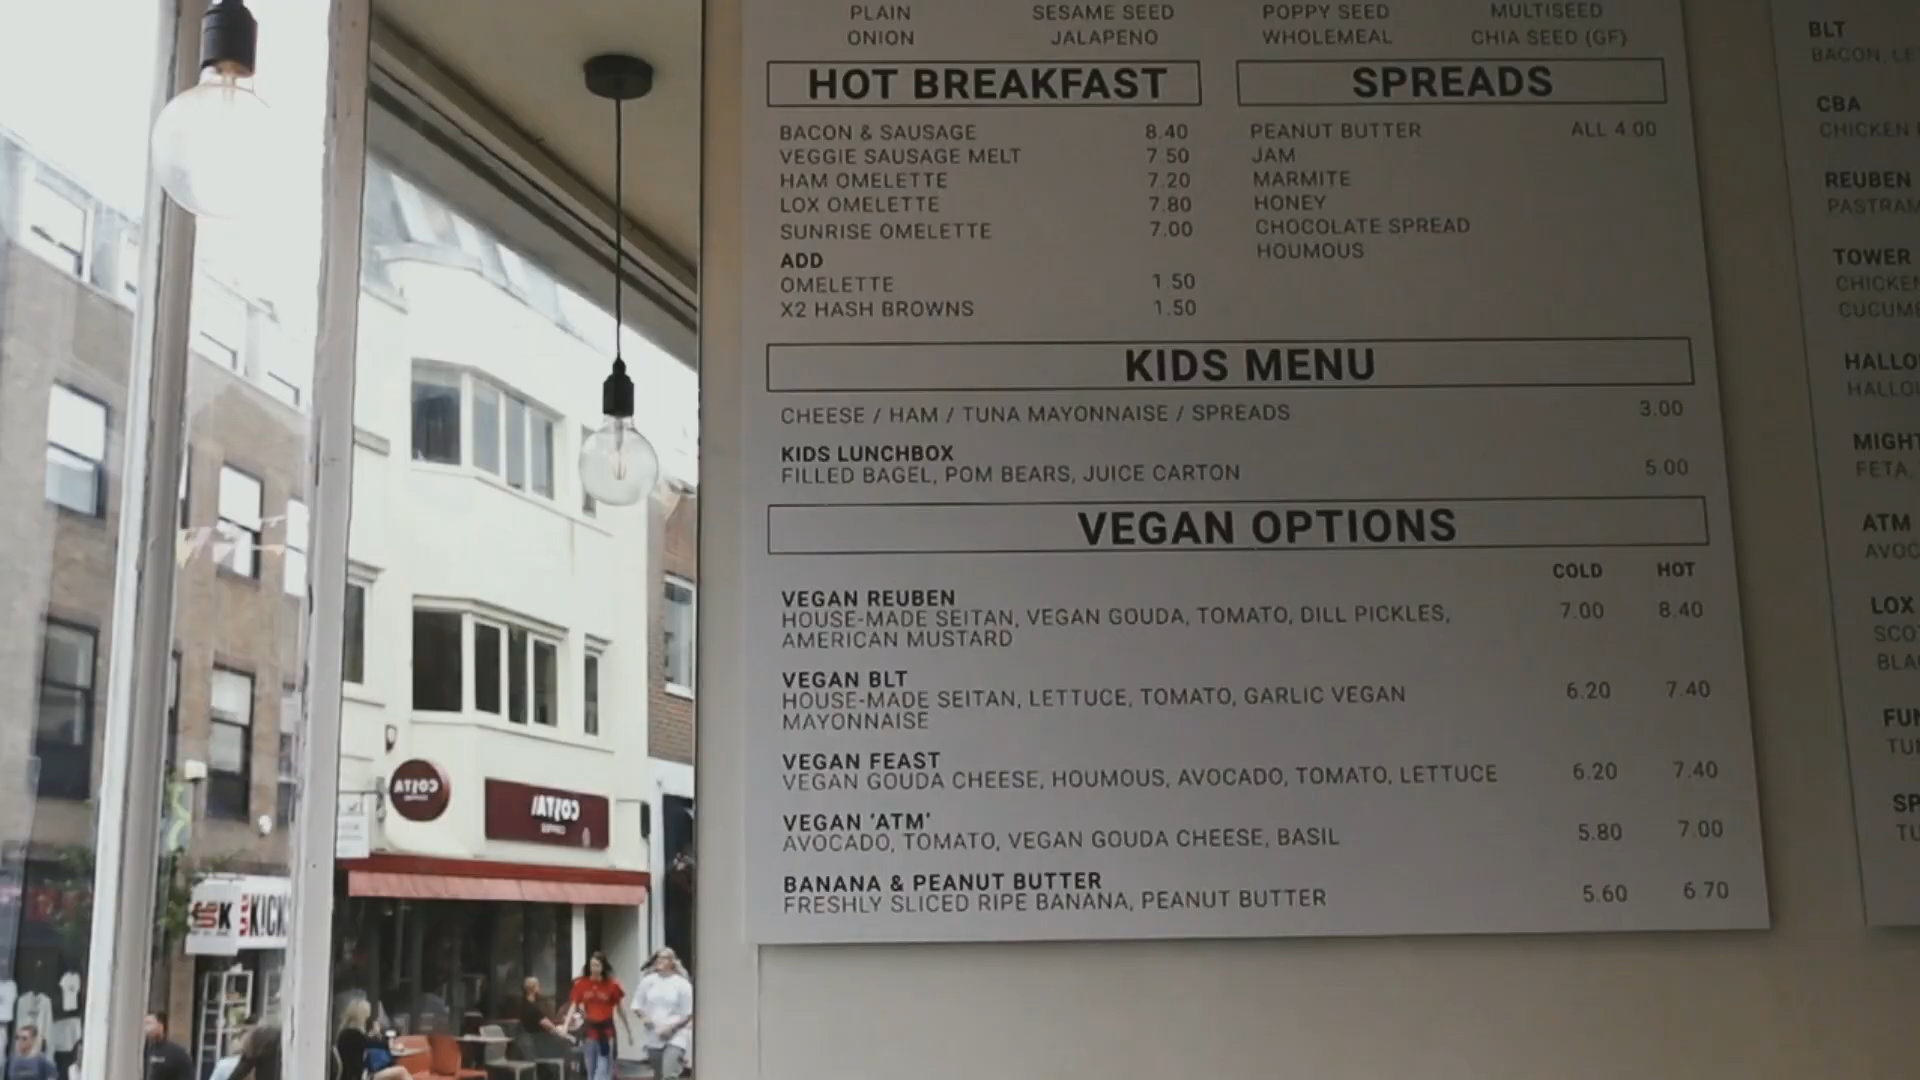 PLAIN SESAME SEED POPPY SEED MULTISEED
ONION JALAPENO WHOLEMEAL CHIA SEED (GF)
HOT BREAKFAST
BACON & SAUSAGE 8.40
VEGGIE SAUSAGE MELT 7.50
HAM OMELETTE 7.20
LOX OMELETTE 7.80
SUNRISE OMELETTE 7.00
ADD
OMELETTE 1.50
X2 HASH BROWNS 1.50
SPREADS
PEANUT BUTTER ALL 4.00
JAM
MARMITE
HONEY
CHOCOLATE SPREAD
HOUMOUS
KIDS MENU
CHEESE / HAM / TUNA MAYONNAISE / SPREADS 3.00
KIDS LUNCHBOX
FILLED BAGEL, POM BEARS, JUICE CARTON 5.00
VEGAN OPTIONS
COLD HOT
VEGAN REUBEN
HOUSE-MADE SEITAN, VEGAN GOUDA, TOMATO, DILL PICKLES, 7.00 8.40
AMERICAN MUSTARD
VEGAN BLT
HOUSE-MADE SEITAN, LETTUCE, TOMATO, GARLIC VEGAN 6.20 7.40
MAYONNAISE
VEGAN FEAST
VEGAN GOUDA CHEESE, HOUMOUS, AVOCADO, TOMATO, LETTUCE 6.20 7.40
VEGAN 'ATM'
AVOCADO, TOMATO, VEGAN GOUDA CHEESE, BASIL 5.80 7.00
BANANA & PEANUT BUTTER
FRESHLY SLICED RIPE BANANA, PEANUT BUTTER 5.60 6.70
BLT
BACON,
CBA
CHICKEN
REUBEN
TOWER
ATM
LOX
COSTA
COSTA
COFFEE